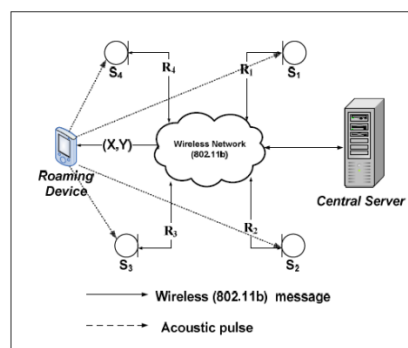 S4
R4
R1
S1
(X,Y)
Wireless Network
(802.11b)
Roaming
Device
Central Server
R3
R2
S3
S2
Wireless (802.11b) message
Acoustic pulse